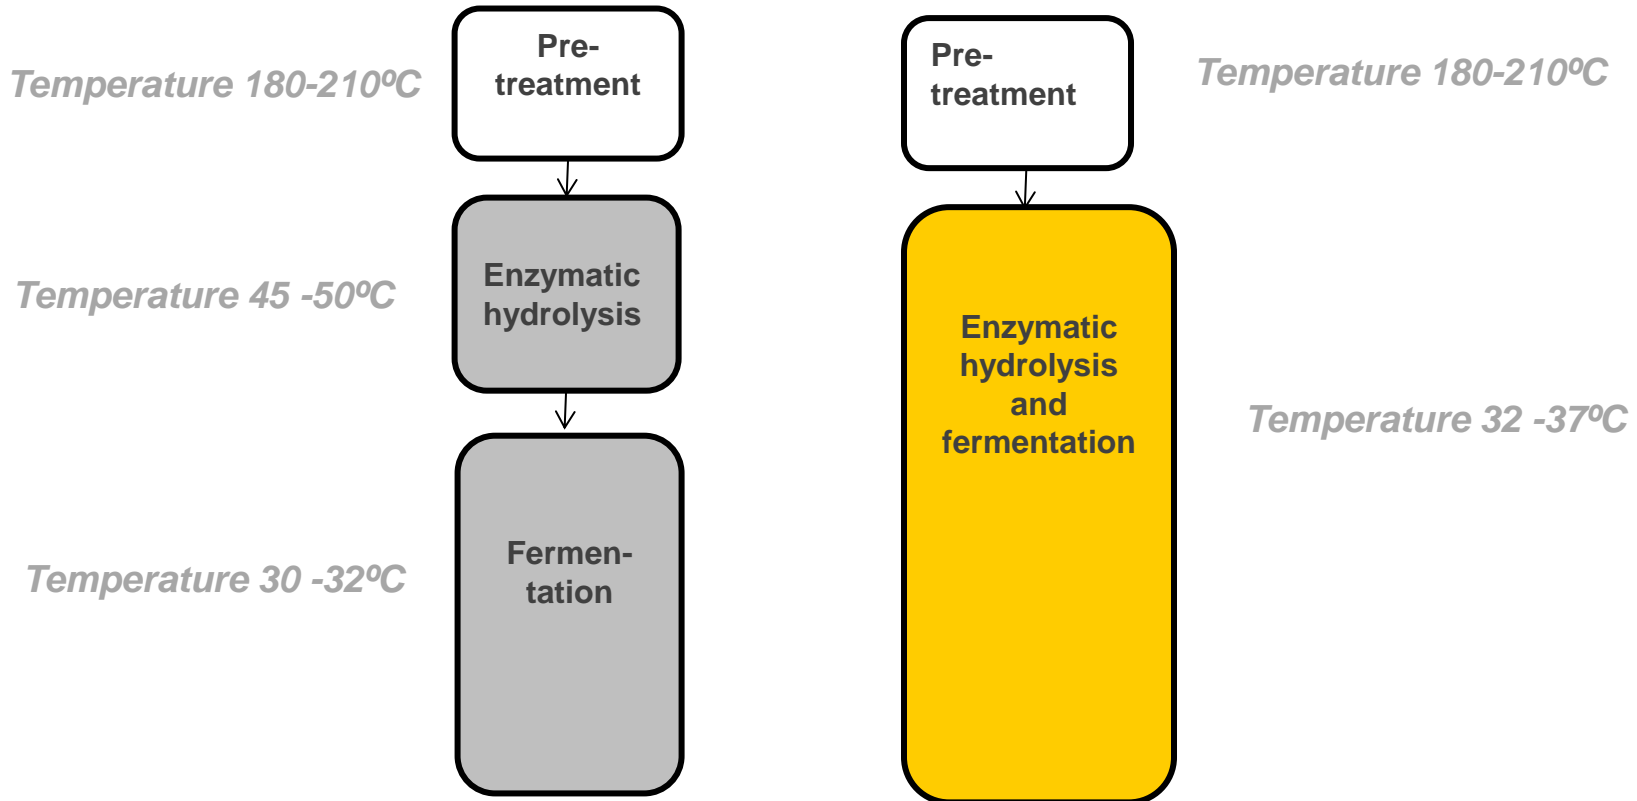 Temperature 180-210ºC
Pre-
treatment
Temperature 45 -50ºC
Enzymatic
hydrolysis
Temperature 30 -32ºC
Fermen-
tation
Pre-
treatment
Temperature 180-210ºC
Enzymatic
hydrolysis
and
fermentation
Temperature 32 -37ºC